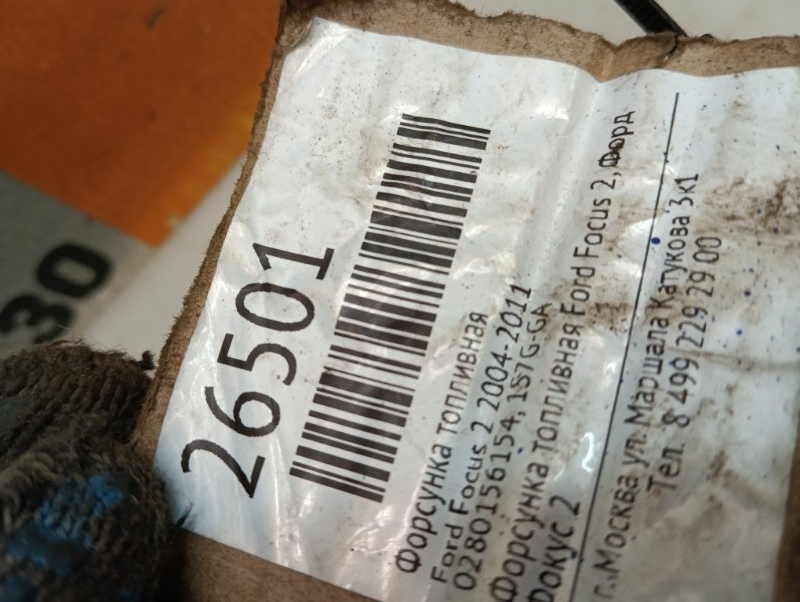 30
26501
Форсунка топливная
Ford Focus 2 2004-2011
0280156154, 1S7G-GA
Форсунка топливная Ford Focus 2, Форд
Фокус 2
г. Москва ул. Маршала Катукова 3к1
Тел. 8 499 229 29 00